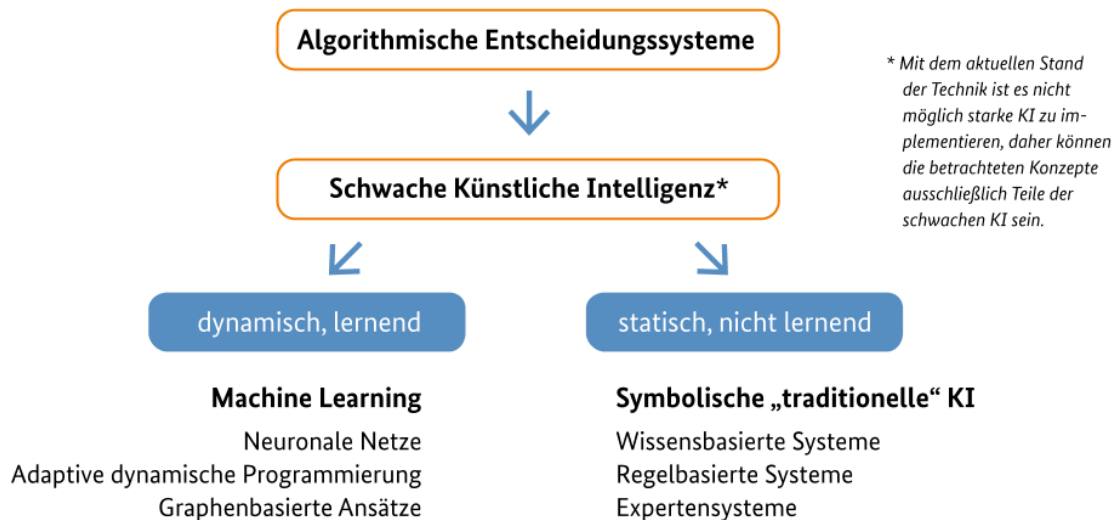 Algorithmische Entscheidungssysteme
* Mit dem aktuellen Stand
der Technik ist es nicht
möglich starke KI zu im-
plementieren, daher können
die betrachteten Konzepte
ausschließlich Teile der
schwachen KI sein.
Schwache Künstliche Intelligenz*
dynamisch, lernend
statisch, nicht lernend
Machine Learning
Neuronale Netze
Adaptive dynamische Programmierung
Graphenbasierte Ansätze
Symbolische „traditionelle“ KI
Wissensbasierte Systeme
Regelbasierte Systeme
Expertensysteme